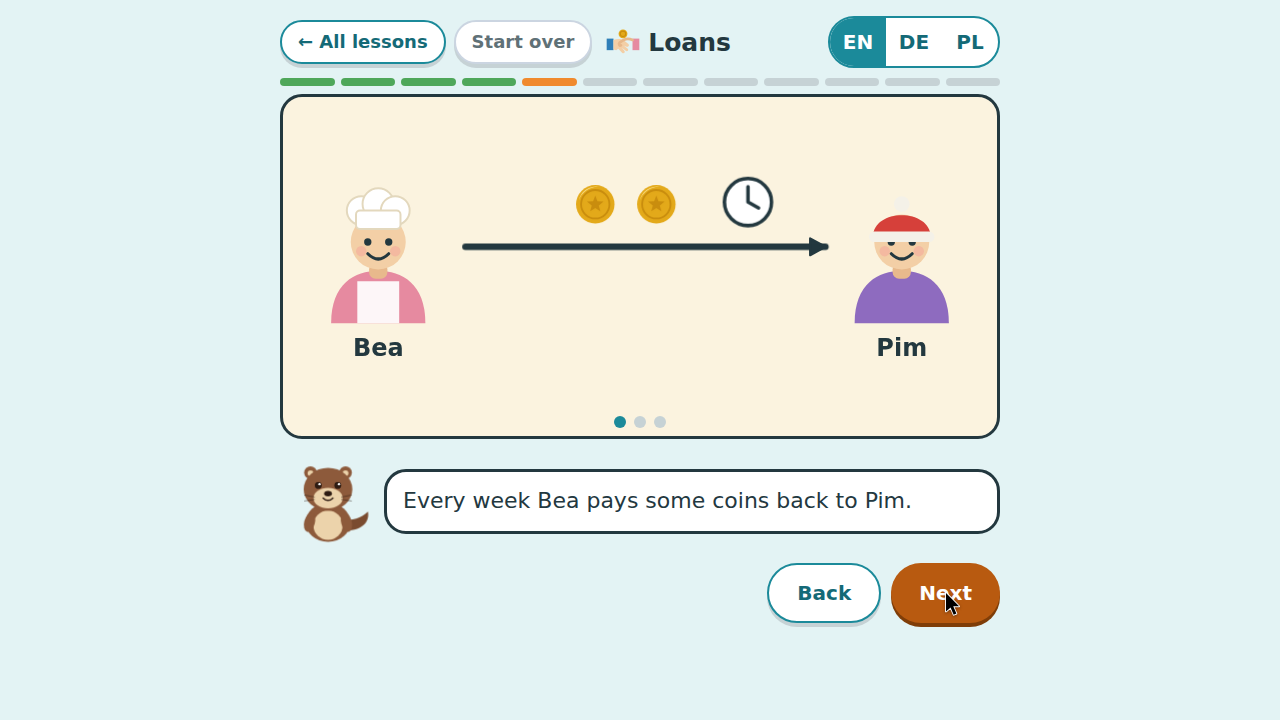 ← All lessons
Start over
Loans
EN
DE
PL
Bea
Pim
Every week Bea pays some coins back to Pim.
Back
Next